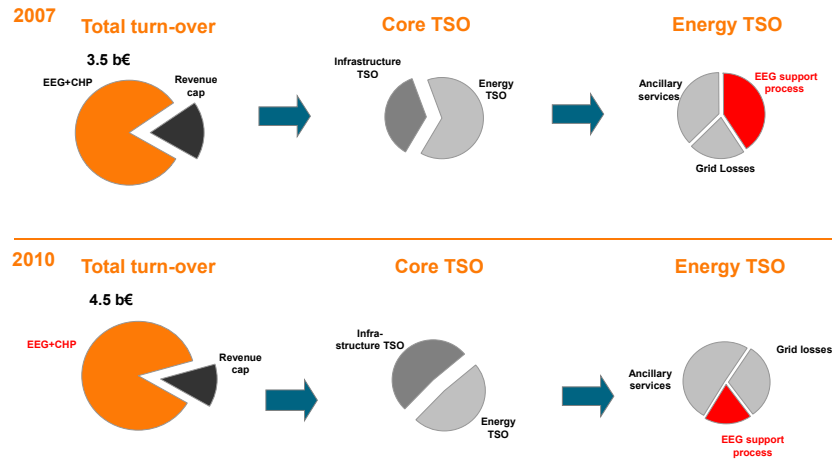 2007
Total turn-over
Core TSO
Energy TSO
3.5 b€
EEG+CHP
Revenue
cap
Infrastructure
TSO
Energy
TSO
Ancillary
services
EEG support
process
Grid Losses
2010
Total turn-over
Core TSO
Energy TSO
4.5 b€
EEG+CHP
Revenue
cap
Infra-
structure TSO
Energy
TSO
Ancillary
services
Grid losses
EEG support
process